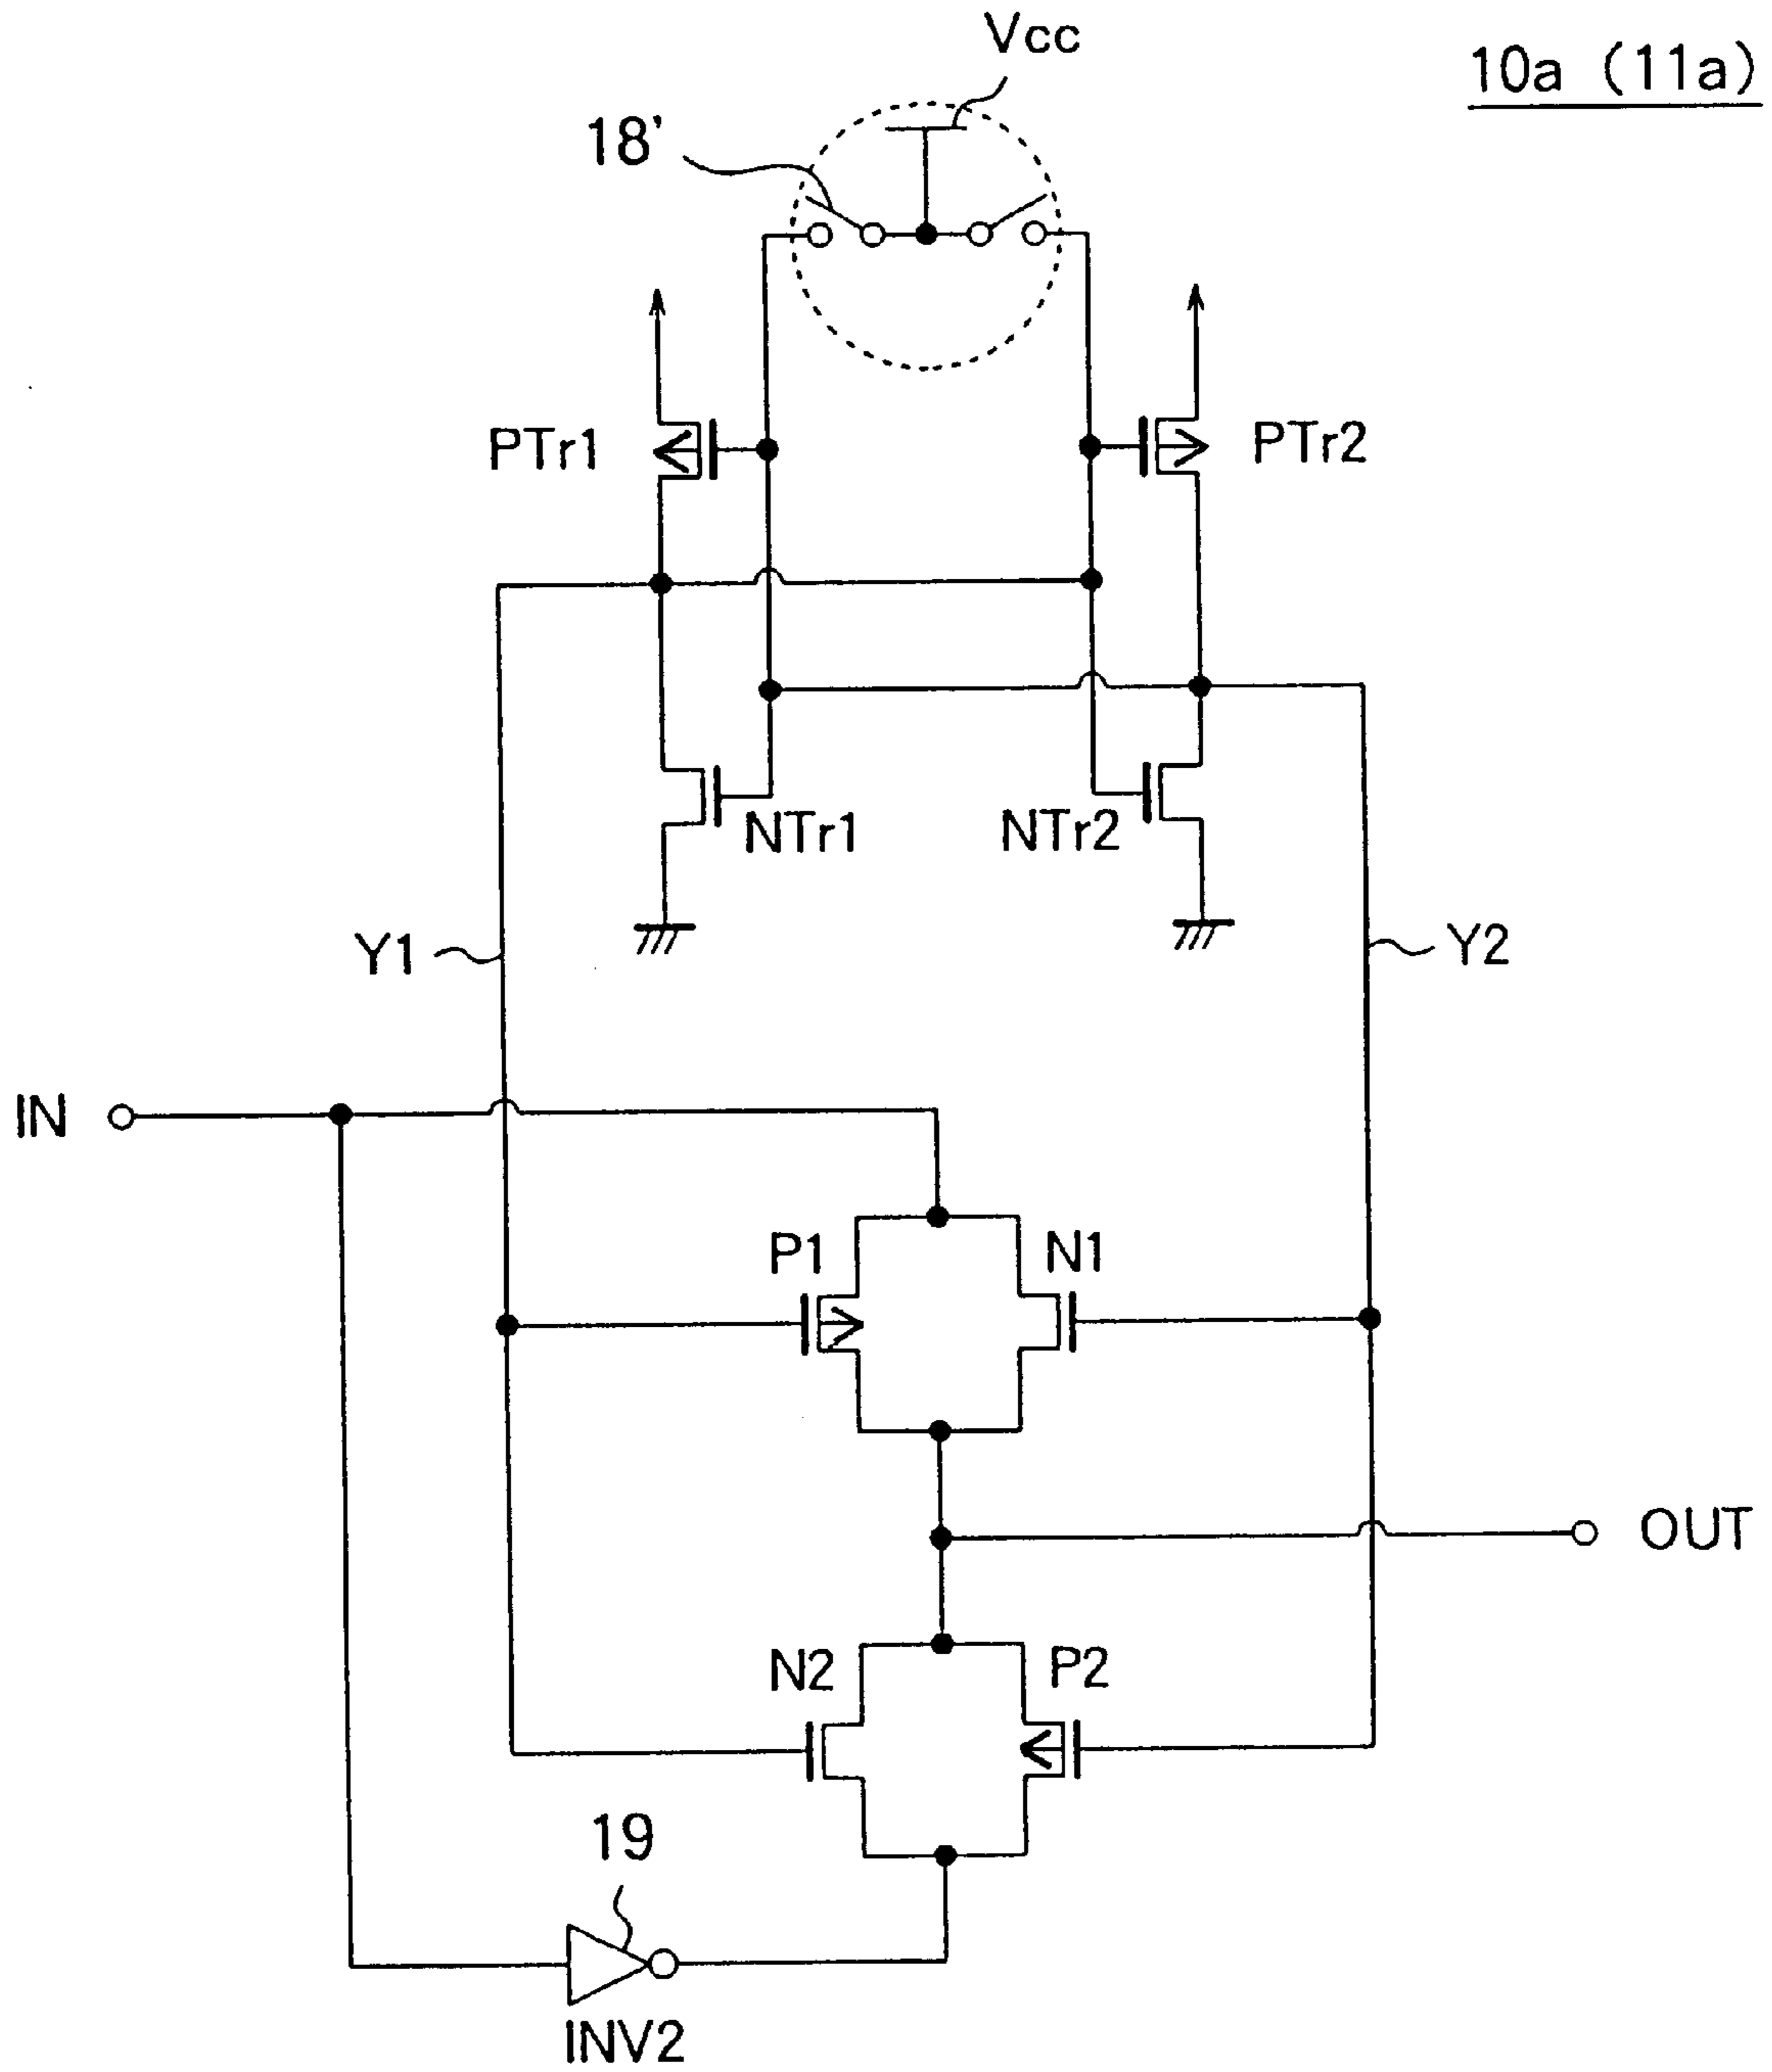 Vcc
10a (11a)
18'
PTr1
PTr2
NTr1
NTr2
Y1
Y2
IN
P1
N1
OUT
N2
P2
19
INV2